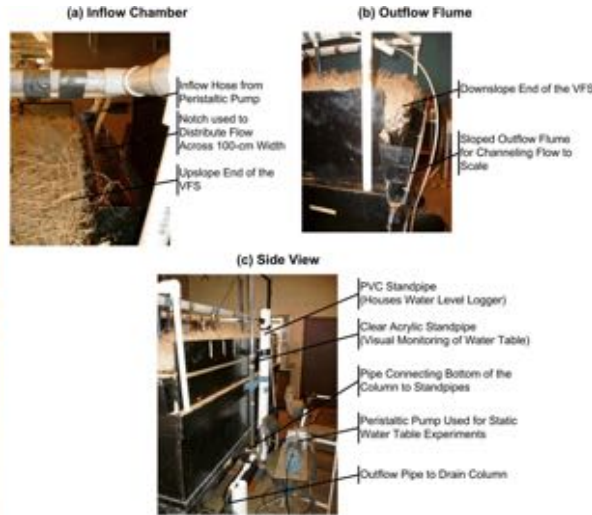 (a) Inflow Chamber
Inflow Hose from
Peristaltic Pump
Notch used to
Distribute Flow
Across 100-cm Width
Upslope End of the
VFS
(b) Outflow Flume
Downslope End of the VFS
Sloped Outflow Flume
for Channeling Flow to
Scale
(c) Side View
PVC Standpipe
(Houses Water Level Logger)
Clear Acrylic Standpipe
(Visual Monitoring of Water Table)
Pipe Connecting Bottom of the
Column to Standpipes
Peristaltic Pump Used for Static
Water Table Experiments
Outflow Pipe to Drain Column